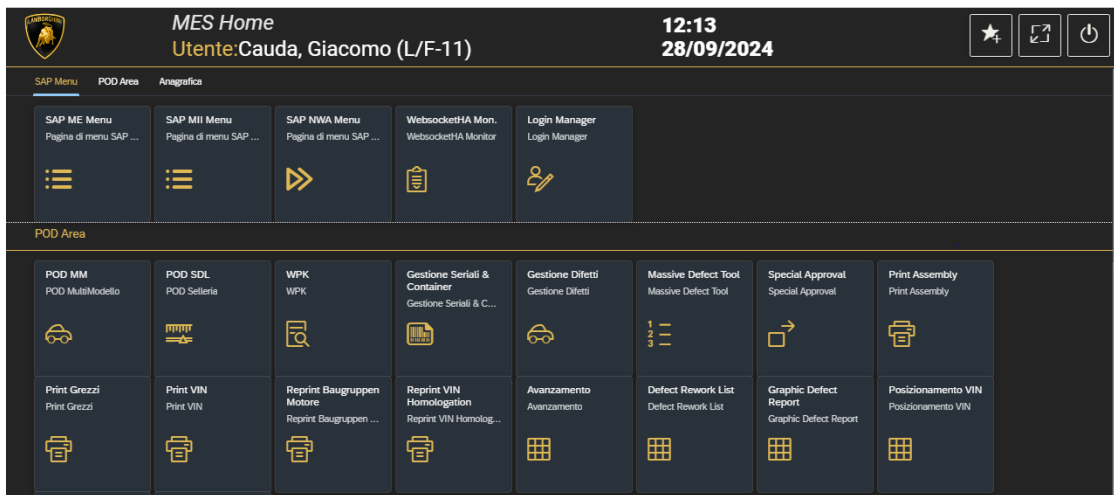 LAMBORGHINI
MES Home
Utente:Cauda, Giacomo (L/F-11)
12:13
28/09/2024
SAP Menu
POD Area
Anagrafica
SAP ME Menu
Pagina di menu SAP ...
SAP MII Menu
Pagina di menu SAP ...
SAP NWA Menu
Pagina di menu SAP ...
WebsocketHA Mon.
WebsocketHA Monitor
Login Manager
Login Manager
POD Area
POD MM
POD MultiModello
POD SDL
POD Selleria
WPK
WPK
Gestione Seriali &
Container
Gestione Seriali & C...
Gestione Difetti
Gestione Difetti
Massive Defect Tool
Massive Defect Tool
1
2
3
Special Approval
Special Approval
Print Assembly
Print Assembly
Print Grezzi
Print Grezzi
Print VIN
Print VIN
Reprint Baugruppen
Motore
Reprint Baugruppen ...
Reprint VIN
Homologation
Reprint VIN Homolog...
Avanzamento
Avanzamento
Defect Rework List
Defect Rework List
Graphic Defect
Report
Graphic Defect Report
Posizionamento VIN
Posizionamento VIN